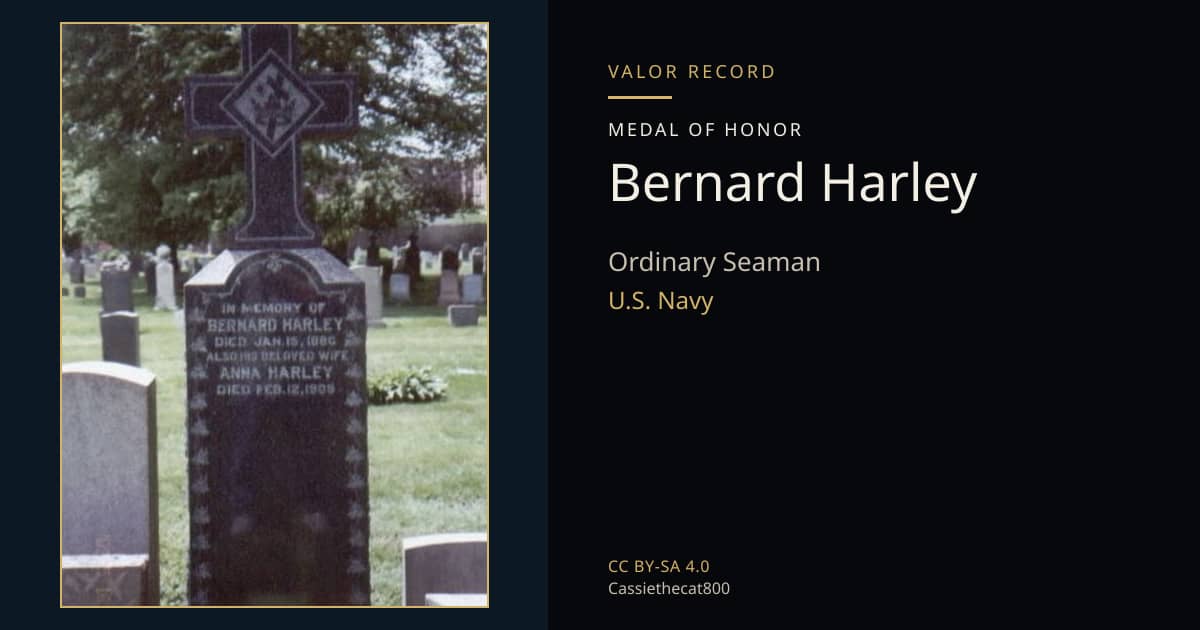 IN MEMORY OF
BERNARD HARLEY
DIED JAN. 15, 1886
ALSO HIS BELOVED WIFE
ANNA HARLEY
DIED FEB. 12, 1909
VALOR RECORD
MEDAL OF HONOR
Bernard Harley
Ordinary Seaman
U.S. Navy
CC BY-SA 4.0
Cassiethecat800